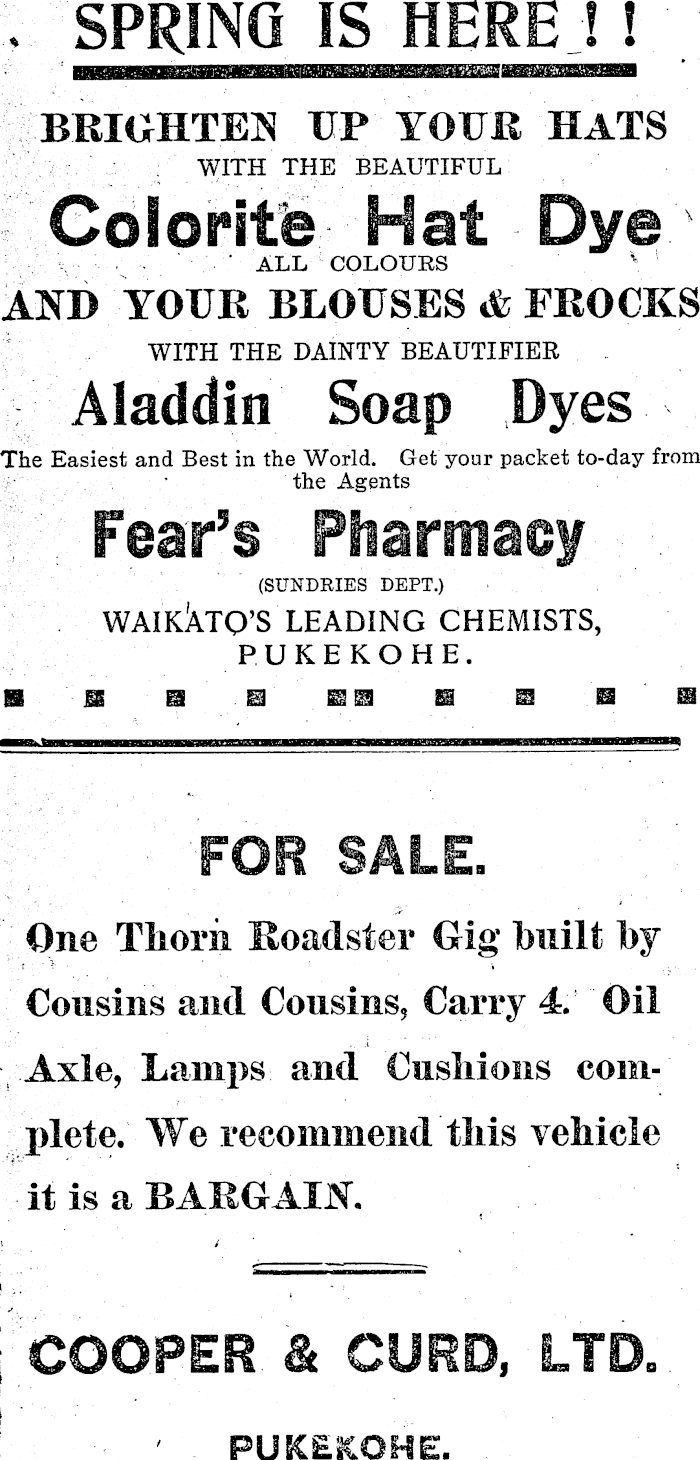 SPRING IS HERE !!
BRIGHTEN UP YOUR HATS
WITH THE BEAUTIFUL
Colorite Hat Dye
ALL COLOURS
AND YOUR BLOUSES & FROCKS
WITH THE DAINTY BEAUTIFIER
Aladdin Soap Dyes
The Easiest and Best in the World. Get your packet to-day from
the Agents
Fear's Pharmacy
(SUNDRIES DEPT.)
WAIKATO'S LEADING CHEMISTS,
PUKEKOHE.
FOR SALE.
One Thorn Roadster Gig built by
Cousins and Cousins, Carry 4. Oil
Axle, Lamps and Cushions com-
plete. We recommend this vehicle
it is a BARGAIN.
COOPER & CURD, LTD.
PUKEKOHE.